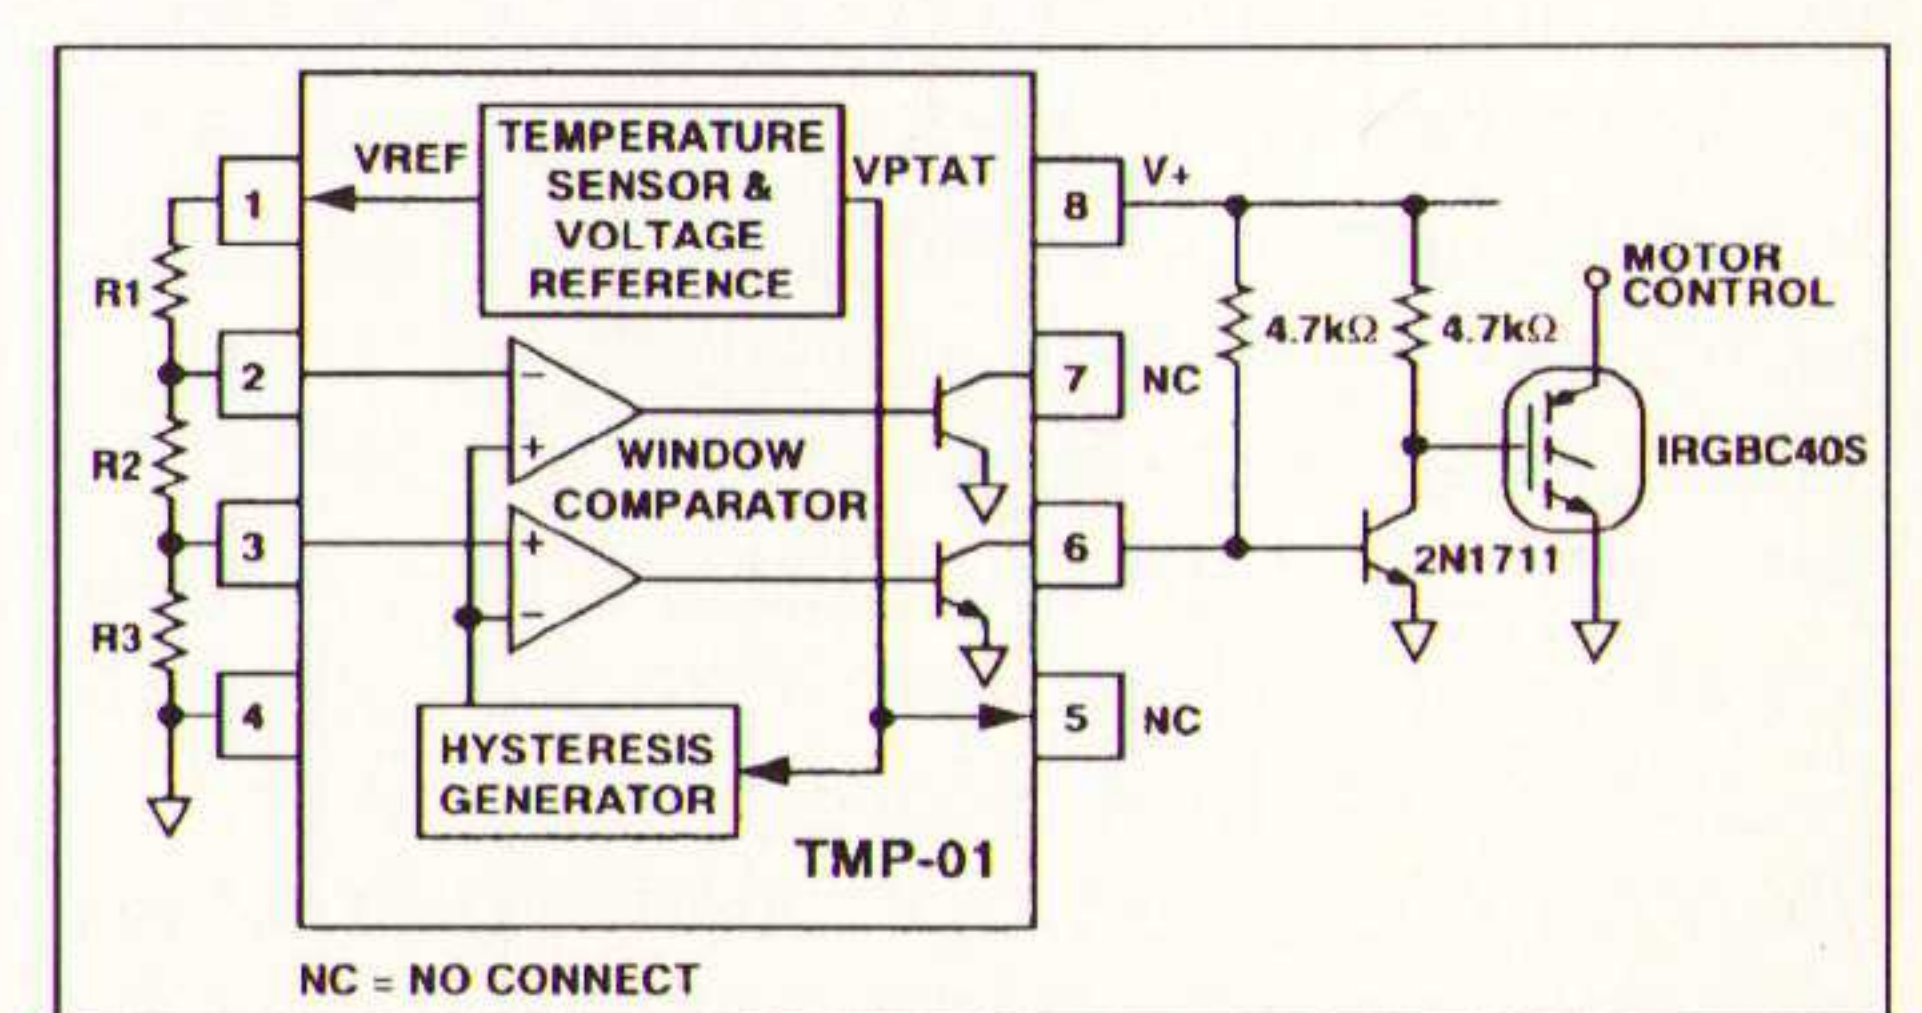 VREF
TEMPERATURE
SENSOR &
VOLTAGE
REFERENCE
VPTAT
1
8
V+
R1
4.7kΩ
4.7kΩ
MOTOR
CONTROL
2
−
+
7
NC
WINDOW
COMPARATOR
R2
IRGBC40S
3
+
−
6
2N1711
R3
4
5
NC
HYSTERESIS
GENERATOR
TMP-01
NC = NO CONNECT